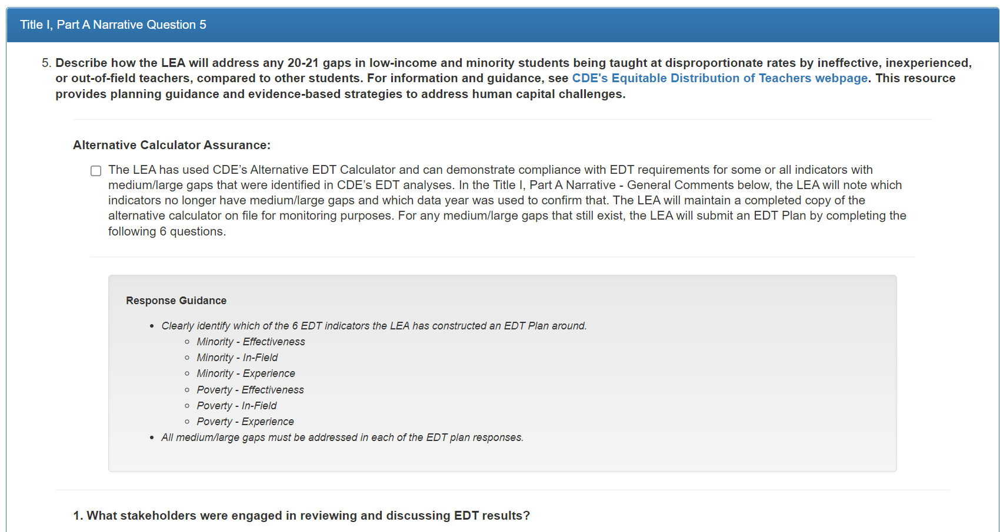 Title I, Part A Narrative Question 5
5. Describe how the LEA will address any 20-21 gaps in low-income and minority students being taught at disproportionate rates by ineffective, inexperienced,
or out-of-field teachers, compared to other students. For information and guidance, see CDE's Equitable Distribution of Teachers webpage. This resource
provides planning guidance and evidence-based strategies to address human capital challenges.
Alternative Calculator Assurance:
The LEA has used CDE’s Alternative EDT Calculator and can demonstrate compliance with EDT requirements for some or all indicators with
medium/large gaps that were identified in CDE’s EDT analyses. In the Title I, Part A Narrative - General Comments below, the LEA will note which
indicators no longer have medium/large gaps and which data year was used to confirm that. The LEA will maintain a completed copy of the
alternative calculator on file for monitoring purposes. For any medium/large gaps that still exist, the LEA will submit an EDT Plan by completing the
following 6 questions.
Response Guidance
• Clearly identify which of the 6 EDT indicators the LEA has constructed an EDT Plan around.
◦ Minority - Effectiveness
◦ Minority - In-Field
◦ Minority - Experience
◦ Poverty - Effectiveness
◦ Poverty - In-Field
◦ Poverty - Experience
• All medium/large gaps must be addressed in each of the EDT plan responses.
1. What stakeholders were engaged in reviewing and discussing EDT results?